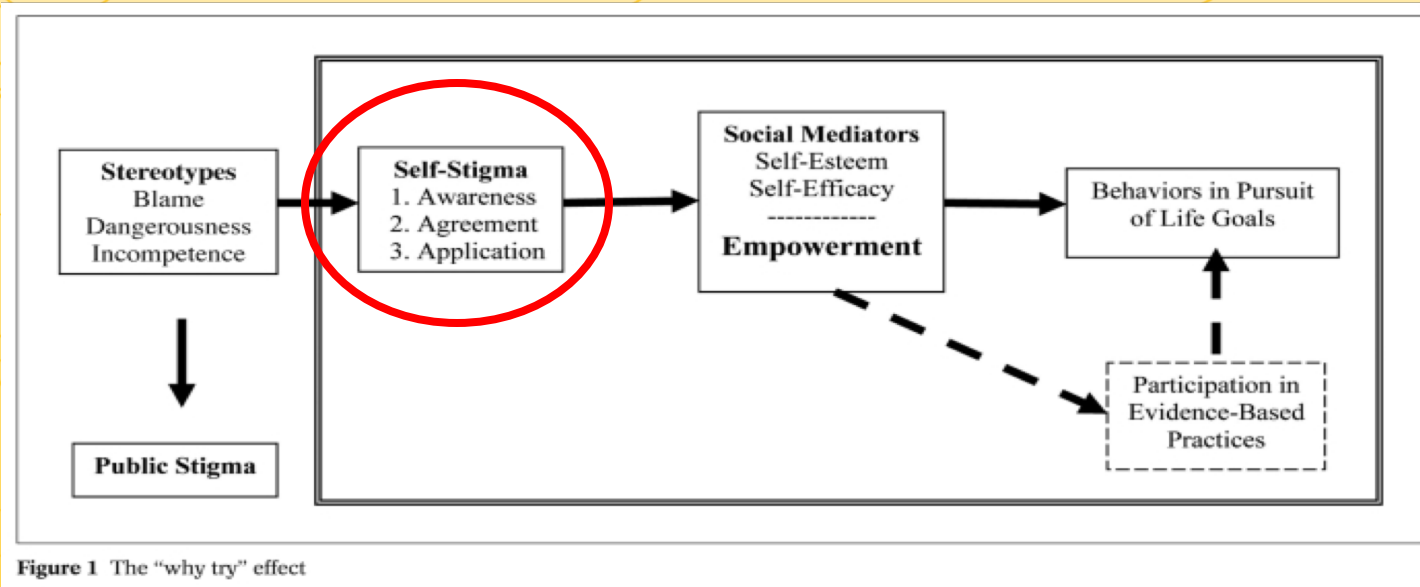 Stereotypes
Blame
Dangerousness
Incompetence
Public Stigma
Self-Stigma
1. Awareness
2. Agreement
3. Application
Social Mediators
Self-Esteem
Self-Efficacy
------------
Empowerment
Behaviors in Pursuit
of Life Goals
Participation in
Evidence-Based
Practices
Figure 1 The “why try” effect